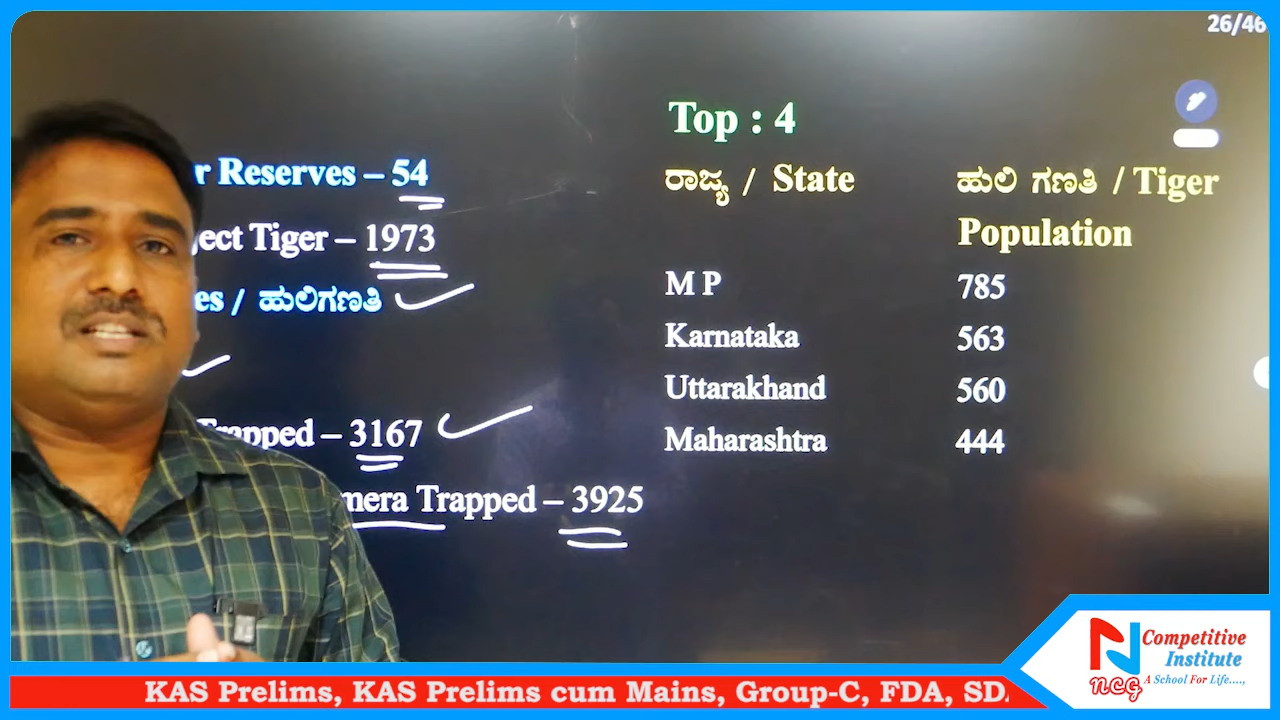 26/46
r Reserves – 54
ject Tiger – 1973
es / ಹುಲಿಗಣತಿ
Trapped – 3167
mera Trapped – 3925
Top : 4
ರಾಜ್ಯ / State ಹುಲಿ ಗಣತಿ / Tiger
Population
M P 785
Karnataka 563
Uttarakhand 560
Maharashtra 444
KAS Prelims, KAS Prelims cum Mains, Group-C, FDA, SDA
Competitive
Institute
ncg A School For Life....,